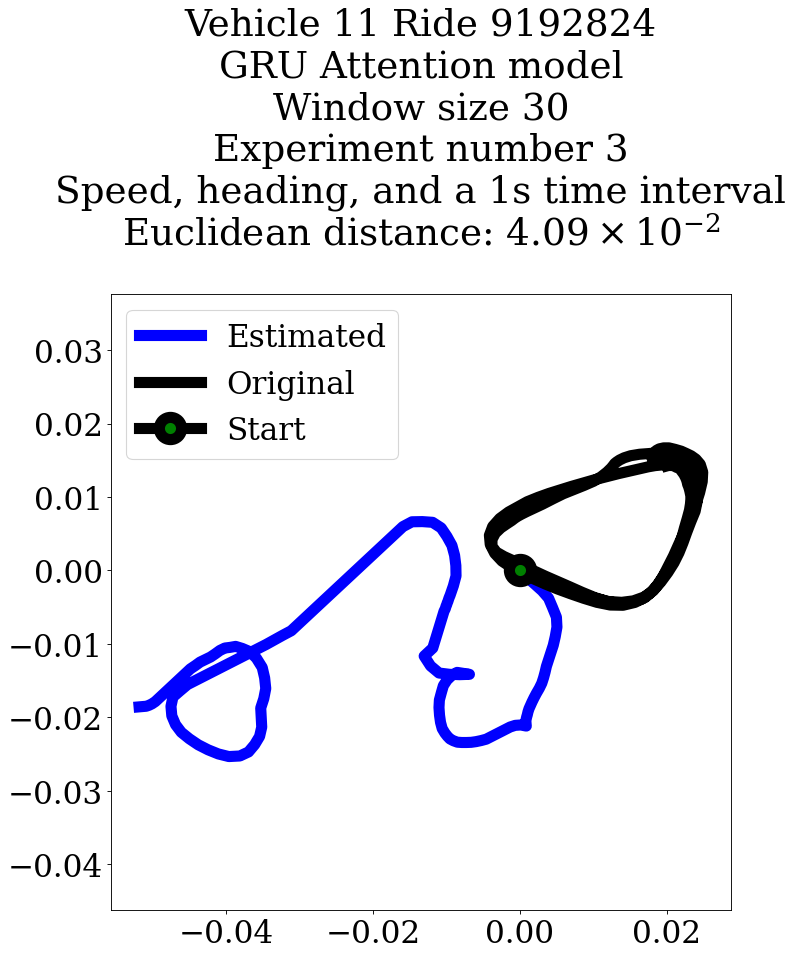 Vehicle 11 Ride 9192824
GRU Attention model
Window size 30
Experiment number 3
Speed, heading, and a 1s time interval
Euclidean distance: 4.09 × 10⁻²
Estimated
Original
Start
0.03
0.02
0.01
0.00
−0.01
−0.02
−0.03
−0.04
−0.04 −0.02 0.00 0.02